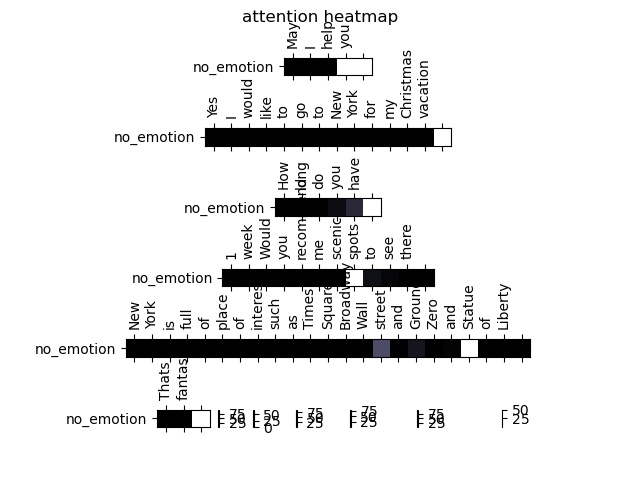 attention heatmap
May I help you
no_emotion
Yes I would like to go to New York for my Christmas vacation
no_emotion
How long do you have
no_emotion
1 week Would you recommend me scenic spots to see there
no_emotion
New York is full of place of interest such as Times Square Broadway Wall street and Ground Zero and Statue of Liberty
no_emotion
Thats fantas
no_emotion
75 50 25
50 25 0
75 50 25
75 50 25
75 50 25
50 25